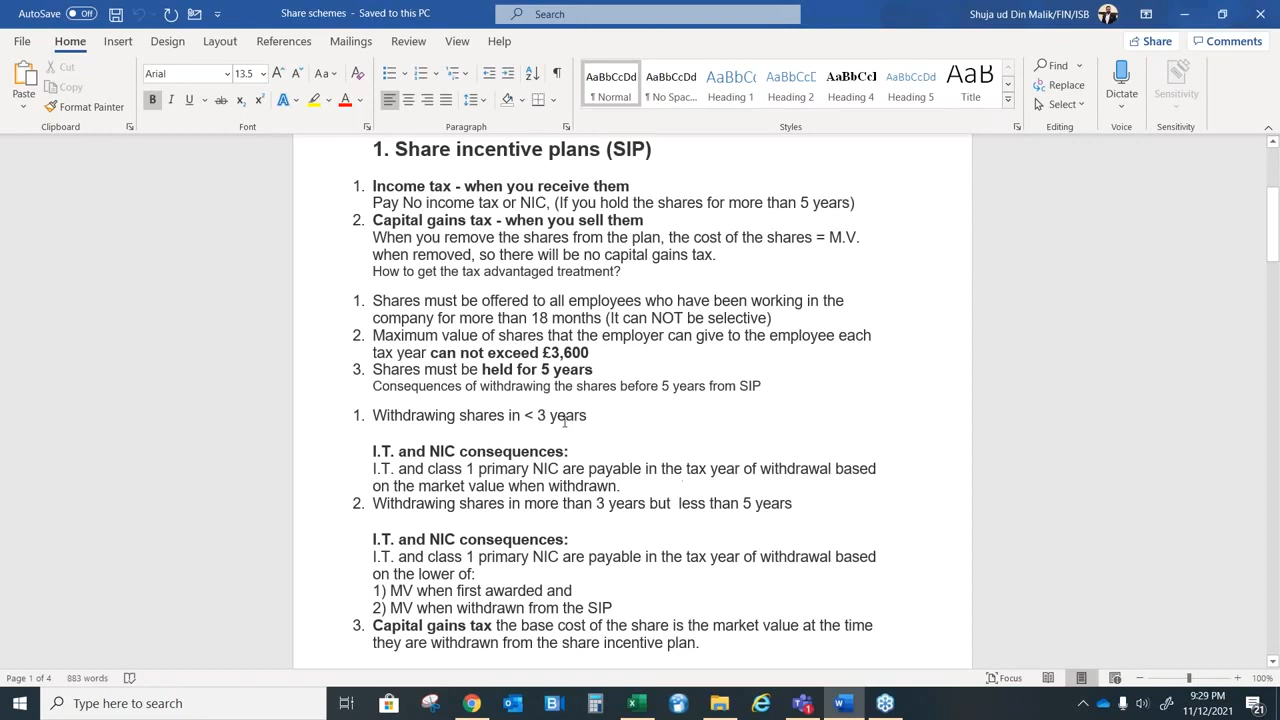 AutoSave Off
Share schemes - Word
Search
Shuja ud Din Malik/FIN/ISB
File Home Insert Design Layout References Mailings Review View Help
Share Comments
Paste
Cut
Copy
Format Painter
Clipboard
Arial 13.5
Font
Paragraph
AaBbCcDd AaBbCcDd AaBbCc AaBbCcDd AaBbCcI AaBbCcDd AaB
¶ Normal ¶ No Spac... Heading 1 Heading 2 Heading 4 Heading 5 Title
Styles
Find
Replace
Select
Editing
Dictate
Voice
Sensitivity
Sensitivity
1. Share incentive plans (SIP)
1. Income tax - when you receive them
Pay No income tax or NIC, (If you hold the shares for more than 5 years)
2. Capital gains tax - when you sell them
When you remove the shares from the plan, the cost of the shares = M.V.
when removed, so there will be no capital gains tax.
How to get the tax advantaged treatment?
1. Shares must be offered to all employees who have been working in the
company for more than 18 months (It can NOT be selective)
2. Maximum value of shares that the employer can give to the employee each
tax year can not exceed £3,600
3. Shares must be held for 5 years
Consequences of withdrawing the shares before 5 years from SIP
1. Withdrawing shares in < 3 years
I.T. and NIC consequences:
I.T. and class 1 primary NIC are payable in the tax year of withdrawal based
on the market value when withdrawn.
2. Withdrawing shares in more than 3 years but less than 5 years
I.T. and NIC consequences:
I.T. and class 1 primary NIC are payable in the tax year of withdrawal based
on the lower of:
1) MV when first awarded and
2) MV when withdrawn from the SIP
3. Capital gains tax the base cost of the share is the market value at the time
they are withdrawn from the share incentive plan.
Page 1 of 4 883 words
Focus
100%
Type here to search
9:29 PM
11/12/2021
21